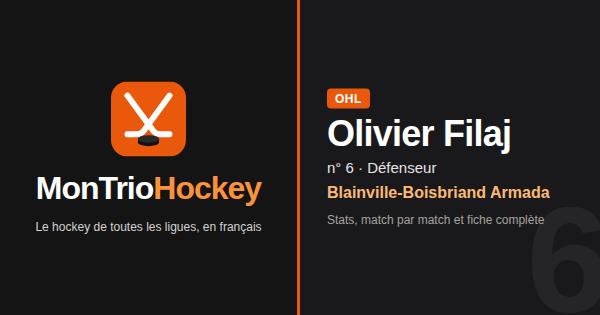 MonTrioHockey
Le hockey de toutes les ligues, en français
OHL
Olivier Filaj
n° 6 · Défenseur
Blainville-Boisbriand Armada
Stats, match par match et fiche complète
6